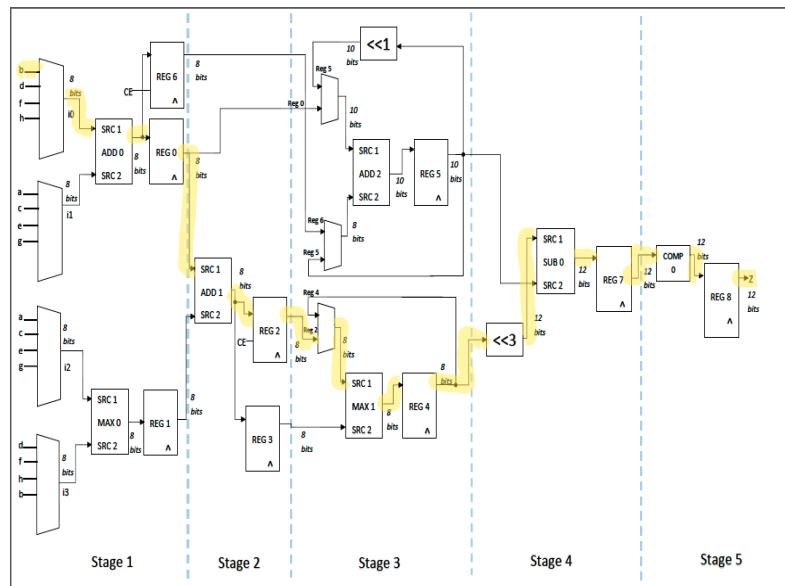 b
d
f
h
8
bits
i0
CE
REG 6
8
bits
SRC 1
ADD 0
SRC 2
8
bits
REG 0
8
bits
a
c
e
g
8
bits
i1
Reg 5
Reg 0
10
bits
<<1
10
bits
10
bits
SRC 1
ADD 2
SRC 2
10
bits
REG 5
10
bits
Reg 6
Reg 5
8
bits
SRC 1
ADD 1
SRC 2
8
bits
CE
REG 2
8
bits
Reg 4
Reg 2
8
bits
SRC 1
MAX 1
SRC 2
8
bits
REG 4
8
bits
<<3
12
bits
SRC 1
SUB 0
SRC 2
12
bits
REG 7
12
bits
COMP
0
12
bits
REG 8
Z
12
bits
a
c
e
g
8
bits
i2
SRC 1
MAX 0
SRC 2
8
bits
REG 1
8
bits
REG 3
8
bits
d
f
h
b
8
bits
i3
Stage 1
Stage 2
Stage 3
Stage 4
Stage 5